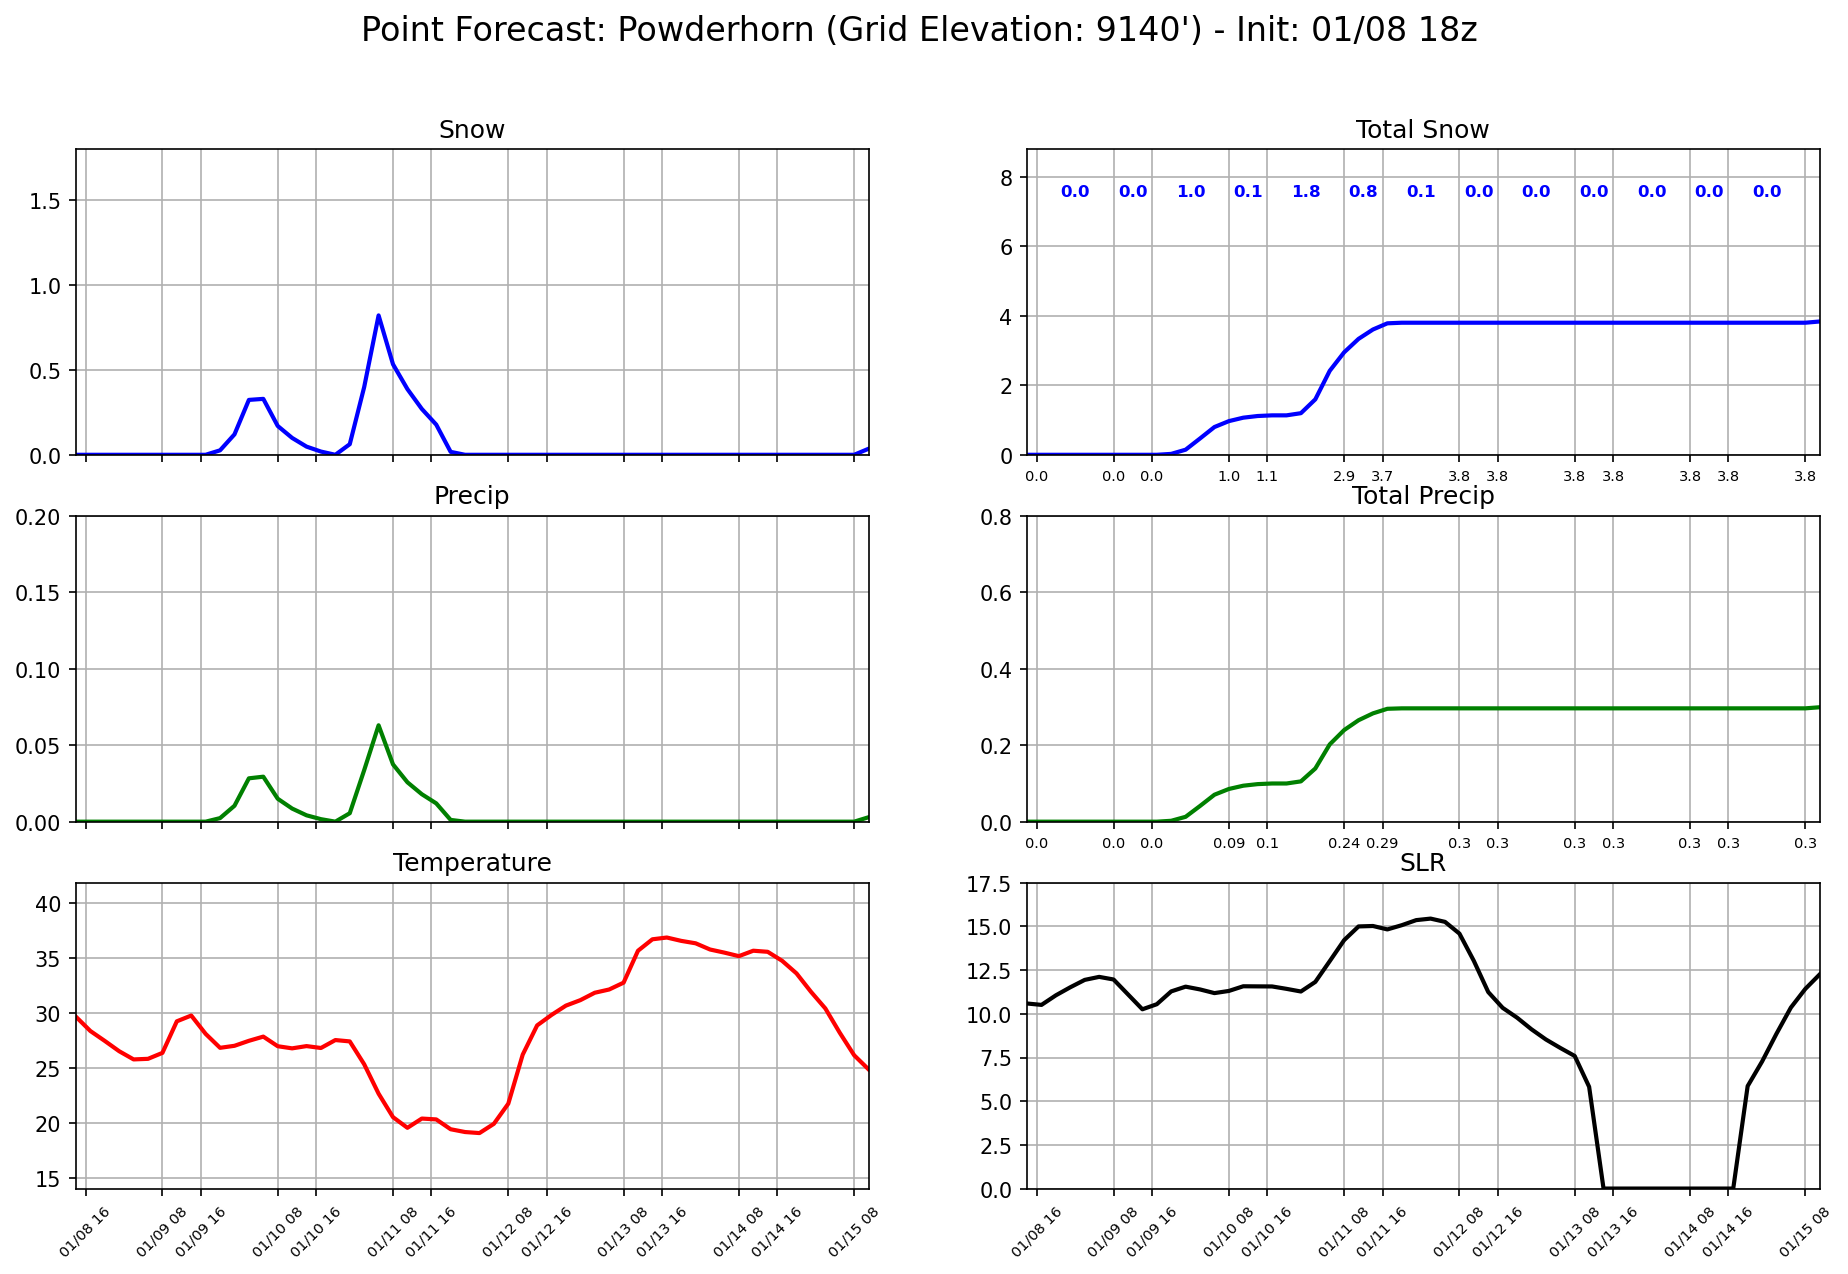 Point Forecast: Powderhorn (Grid Elevation: 9140') - Init: 01/08 18z
Snow
1.5
1.0
0.5
0.0
Total Snow
8
6
4
2
0
0.0 0.0 1.0 0.1 1.8 0.8 0.1 0.0 0.0 0.0 0.0 0.0 0.0
0.0 0.0 0.0 1.0 1.1 2.9 3.7 3.8 3.8 3.8 3.8 3.8 3.8 3.8
Precip
0.20
0.15
0.10
0.05
0.00
Total Precip
0.8
0.6
0.4
0.2
0.0
0.0 0.0 0.0 0.09 0.1 0.24 0.29 0.3 0.3 0.3 0.3 0.3 0.3 0.3
Temperature
40
35
30
25
20
15
01/08 16 01/09 08 01/09 16 01/10 08 01/10 16 01/11 08 01/11 16 01/12 08 01/12 16 01/13 08 01/13 16 01/14 08 01/14 16 01/15 08
SLR
17.5
15.0
12.5
10.0
7.5
5.0
2.5
0.0
01/08 16 01/09 08 01/09 16 01/10 08 01/10 16 01/11 08 01/11 16 01/12 08 01/12 16 01/13 08 01/13 16 01/14 08 01/14 16 01/15 08